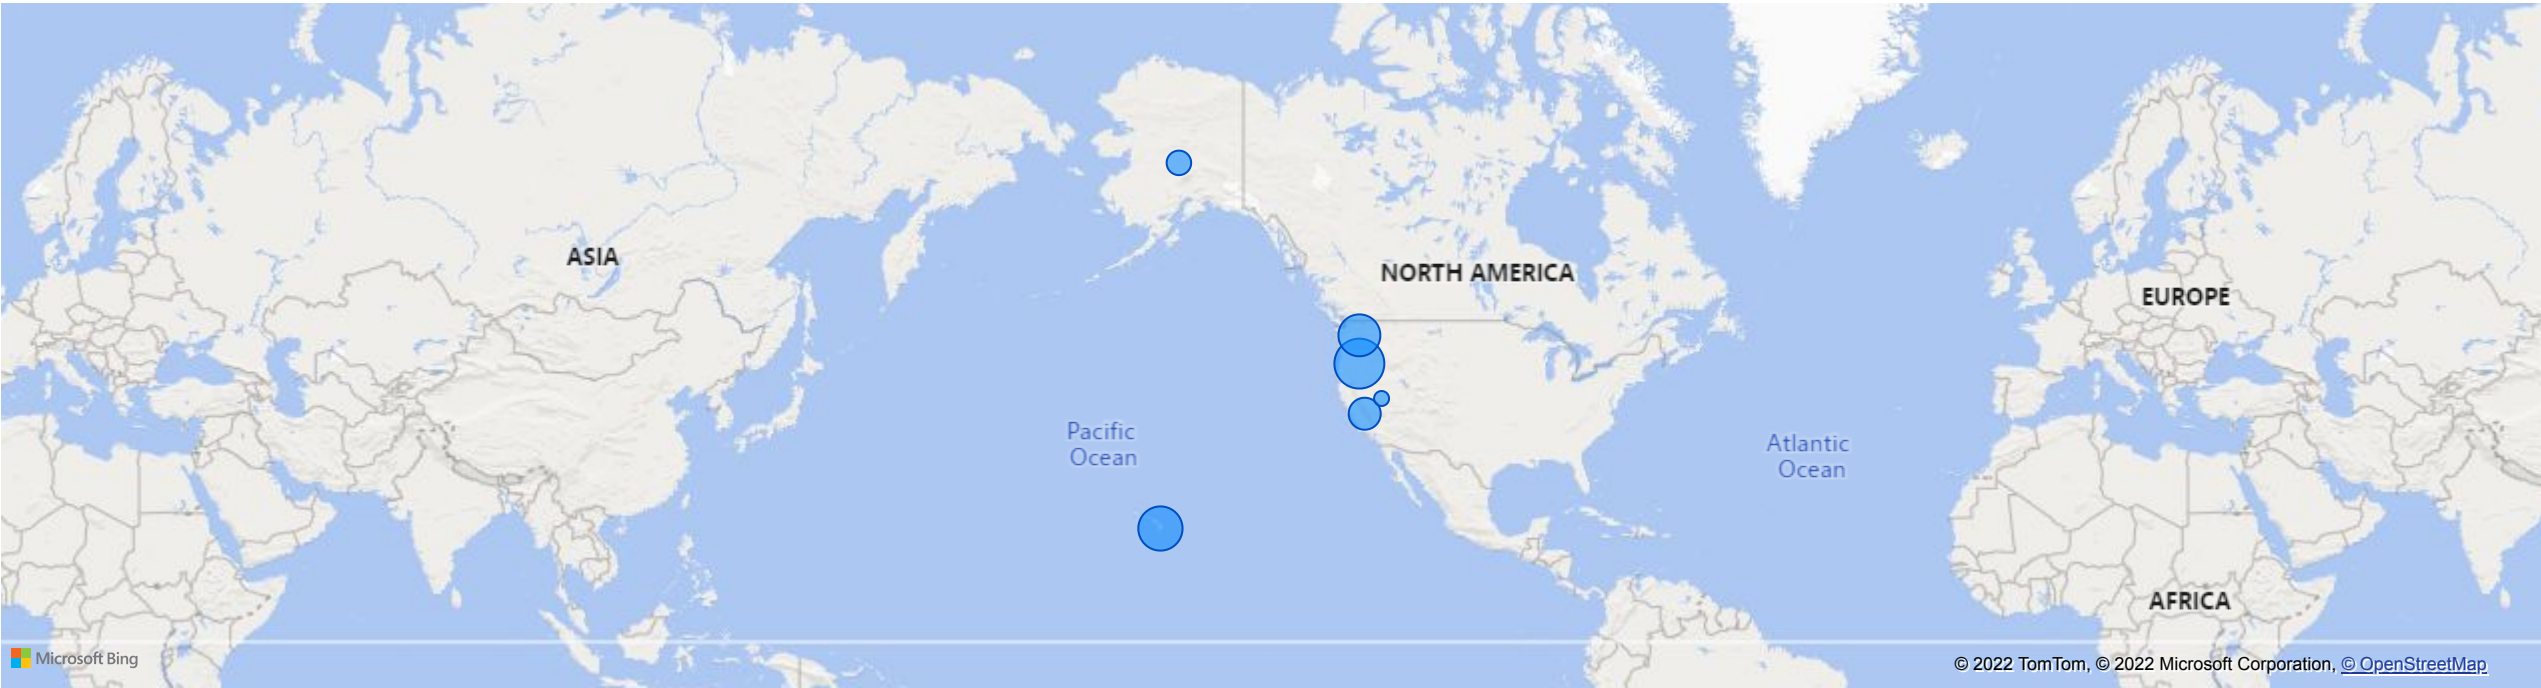 ASIA
NORTH AMERICA
EUROPE
Pacific
Ocean
Atlantic
Ocean
AFRICA
Microsoft Bing
© 2022 TomTom, © 2022 Microsoft Corporation, © OpenStreetMap